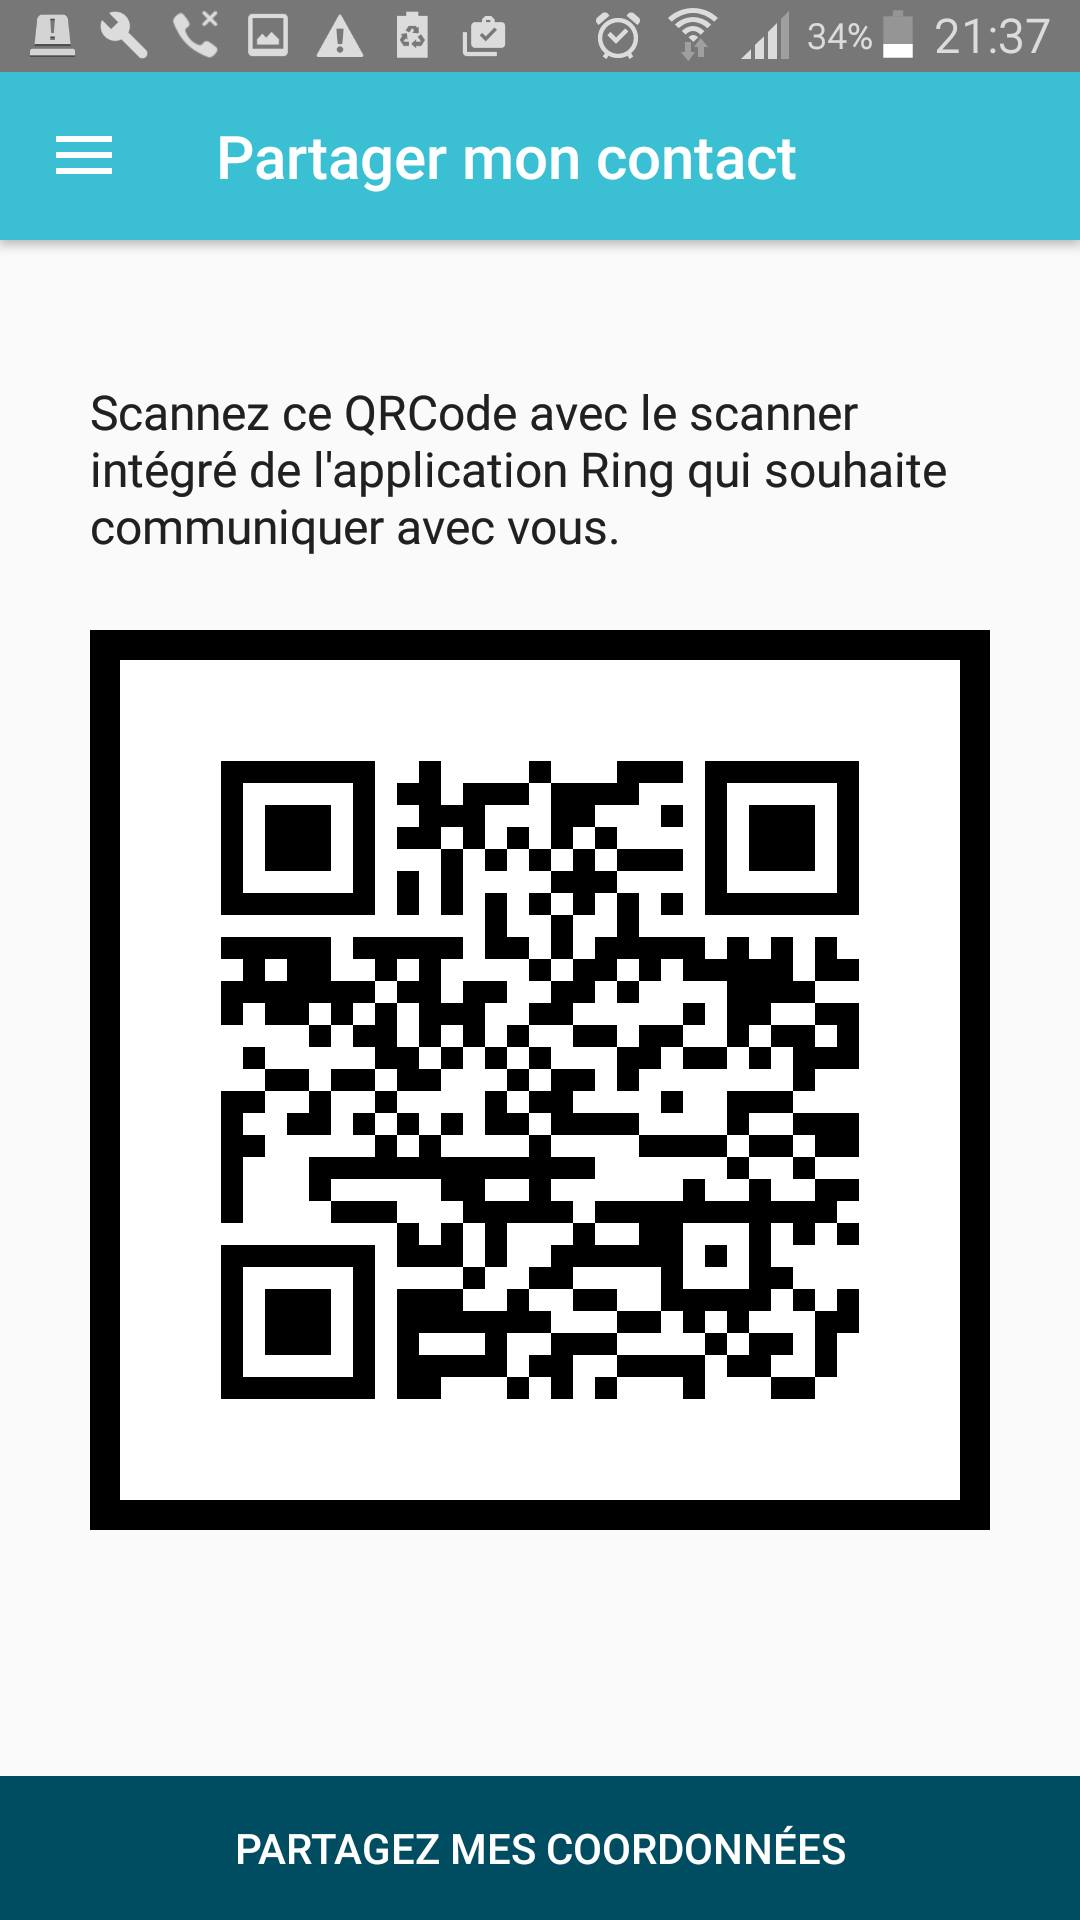 34% 21:37
Partager mon contact
Scannez ce QRCode avec le scanner
intégré de l'application Ring qui souhaite
communiquer avec vous.
PARTAGEZ MES COORDONNÉES